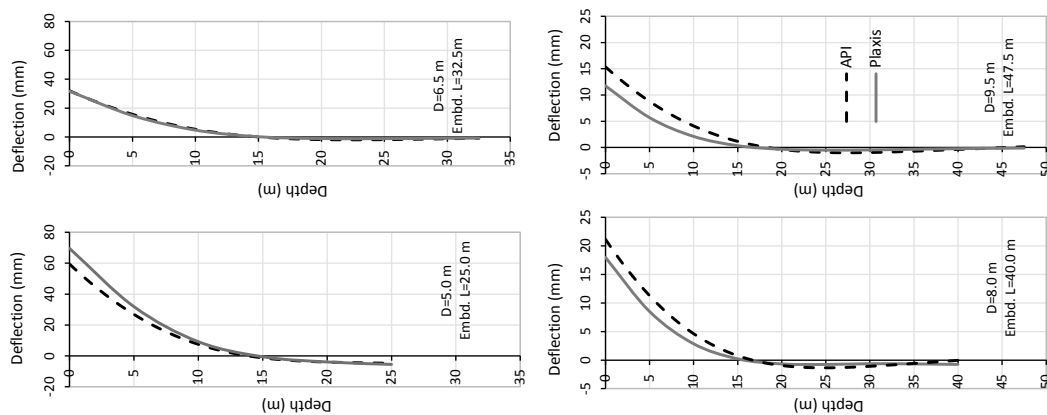 Deflection (mm)
-20 0 20 40 60 80
0
5
10
15
20
25
30
35
Depth (m)
D=5.0 m
Embd. L=25.0 m
Deflection (mm)
-20 0 20 40 60 80
0
5
10
15
20
25
30
35
Depth (m)
D=6.5 m
Embd. L=32.5m
Deflection (mm)
-5 0 5 10 15 20 25
0
5
10
15
20
25
30
35
40
45
50
Depth (m)
D=8.0 m
Embd. L=40.0 m
Deflection (mm)
-5 0 5 10 15 20 25
0
5
10
15
20
25
30
35
40
45
50
Depth (m)
API
Plaxis
D=9.5 m
Embd. L=47.5 m